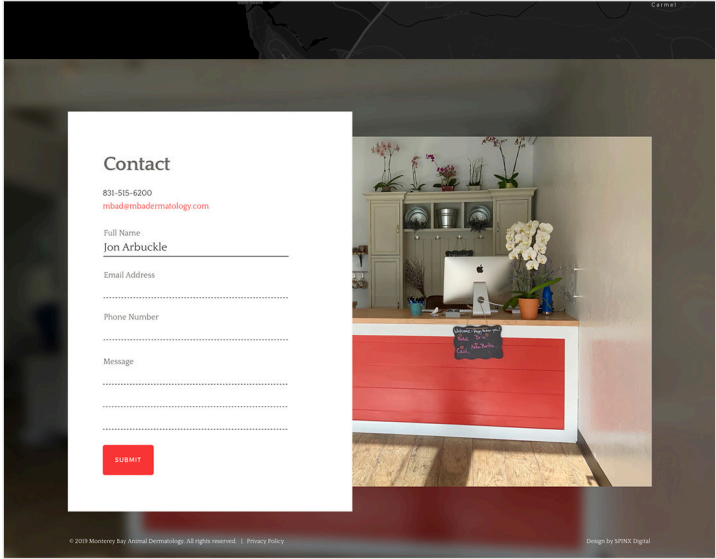 Carmel
Contact
831-515-6200
mbad@mbadermatology.com
Full Name
Jon Arbuckle
Email Address
Phone Number
Message
SUBMIT
© 2019 Monterey Bay Animal Dermatology. All rights reserved. | Privacy Policy
Design by SPINX Digital